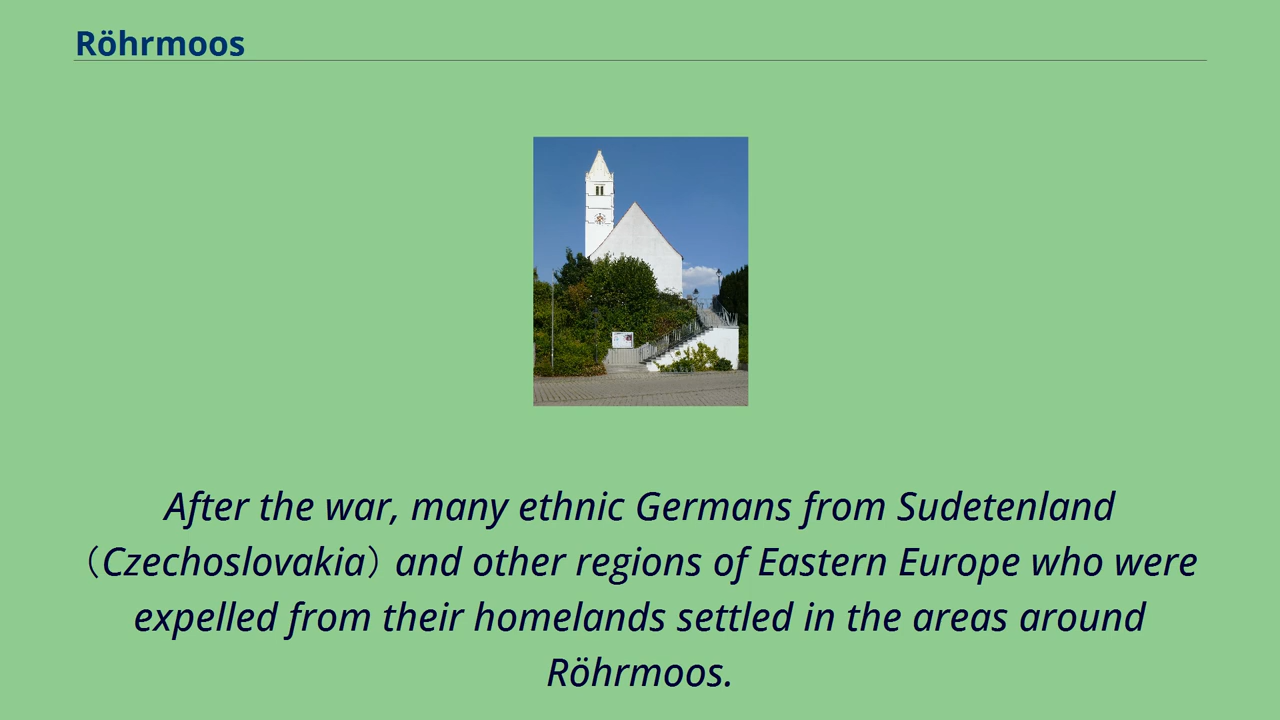 Röhrmoos
After the war, many ethnic Germans from Sudetenland
（Czechoslovakia）and other regions of Eastern Europe who were
expelled from their homelands settled in the areas around
Röhrmoos.